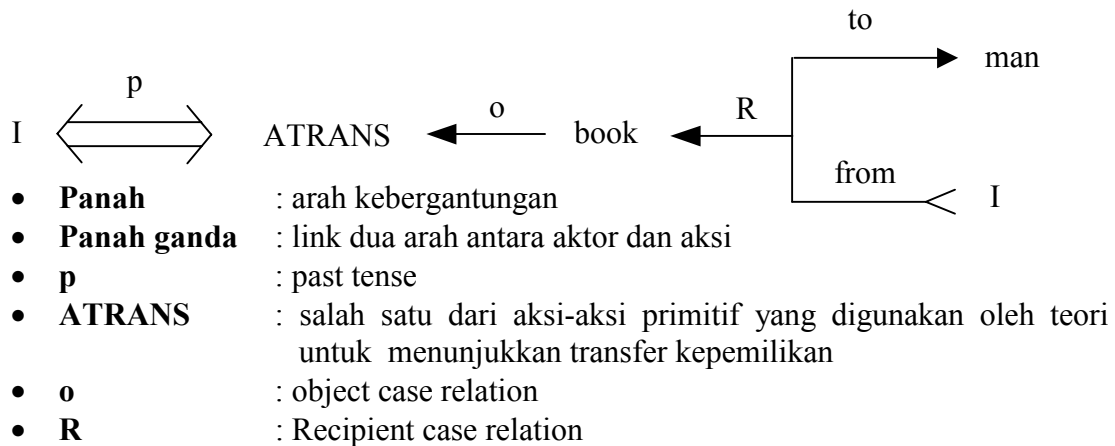 to
man
p
R
o
I
ATRANS
book
from
I
• Panah : arah kebergantungan
• Panah ganda : link dua arah antara aktor dan aksi
• p : past tense
• ATRANS : salah satu dari aksi-aksi primitif yang digunakan oleh teori
untuk menunjukkan transfer kepemilikan
• o : object case relation
• R : Recipient case relation